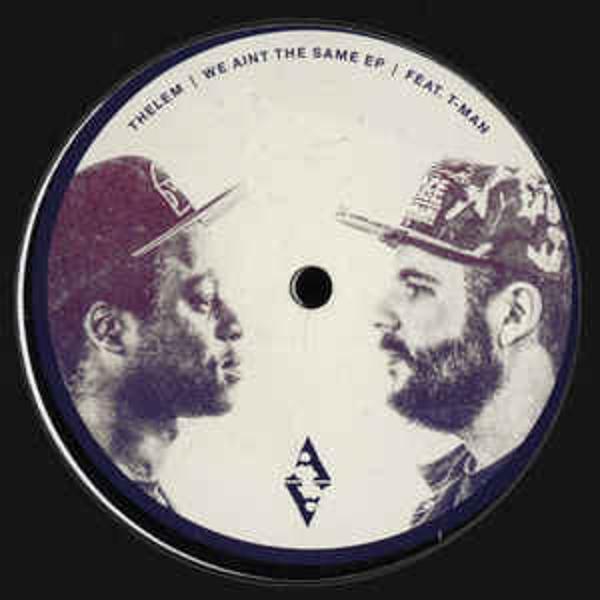 THELEM | WE AINT THE SAME EP | FEAT. T-MAN